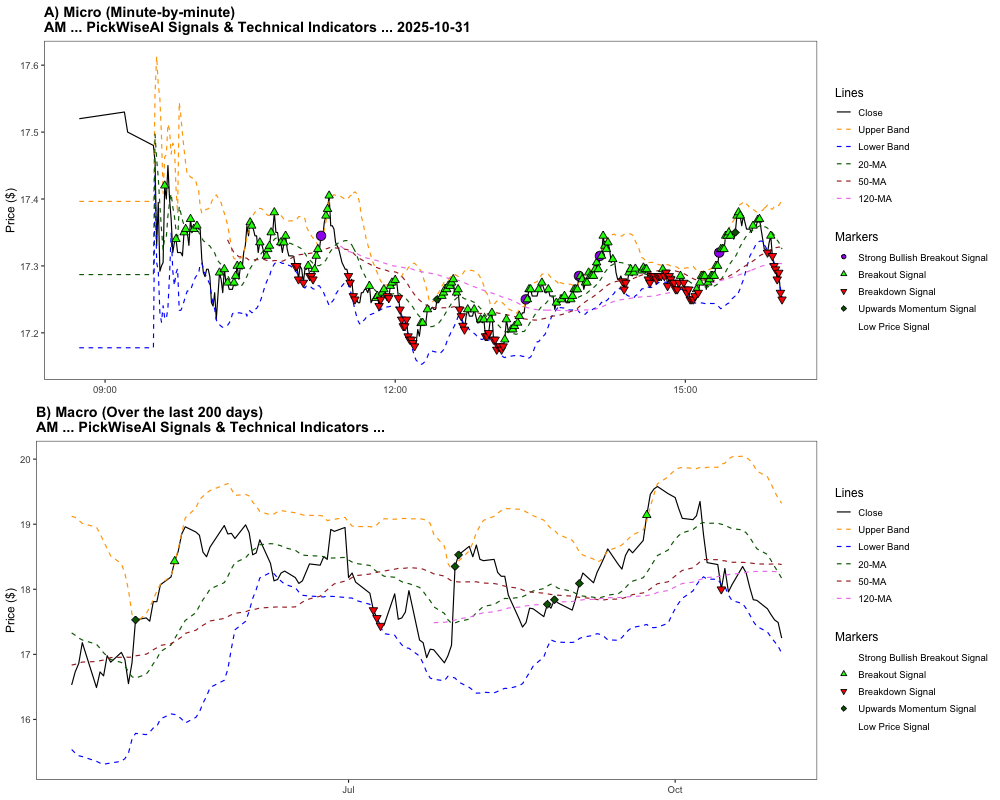 A) Micro (Minute-by-minute)
AM ... PickWiseAI Signals & Technical Indicators ... 2025-10-31
Price ($)
17.6
17.5
17.4
17.3
17.2
09:00
12:00
15:00
Lines
Close
Upper Band
Lower Band
20-MA
50-MA
120-MA
Markers
Strong Bullish Breakout Signal
Breakout Signal
Breakdown Signal
Upwards Momentum Signal
Low Price Signal
B) Macro (Over the last 200 days)
AM ... PickWiseAI Signals & Technical Indicators ...
Price ($)
20
19
18
17
16
Jul
Oct
Lines
Close
Upper Band
Lower Band
20-MA
50-MA
120-MA
Markers
Strong Bullish Breakout Signal
Breakout Signal
Breakdown Signal
Upwards Momentum Signal
Low Price Signal